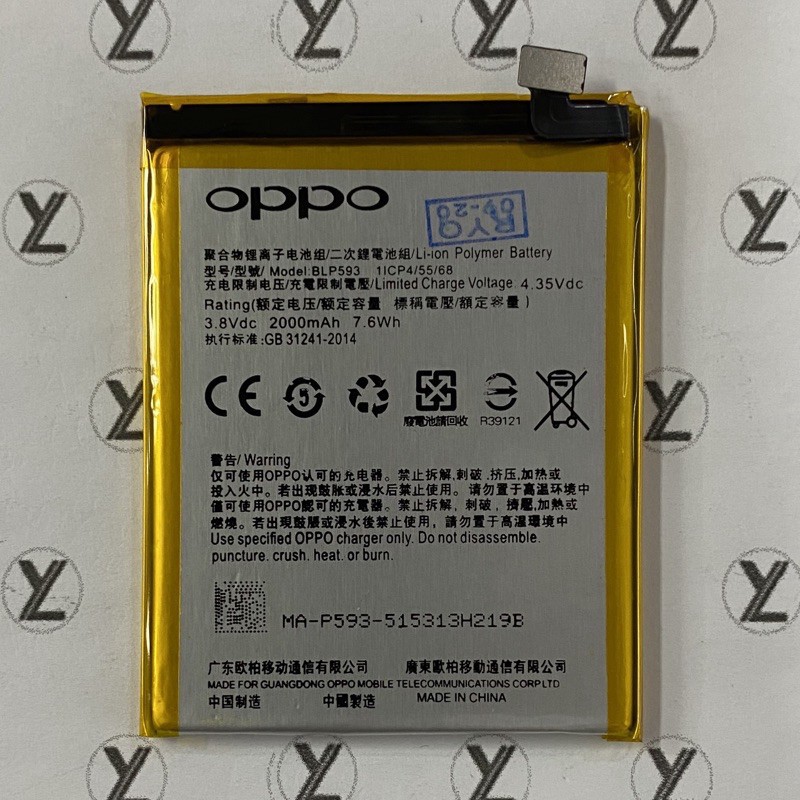 oppo
RYQ
09-20
聚合物锂离子电池组/二次鋰電池組/Li-ion Polymer Battery
型号/型號/ Model:BLP593 1ICP4/55/68
充电限制电压/充電限制電壓/Limited Charge Voltage 4.35Vdc
Rating(额定电压/额定容量 標稱電壓/額定容量)
3.8Vdc 2000mAh 7.6Wh
执行标准:GB 31241-2014
CE
廢電池請回收 R39121
警告/ Warring
仅可使用OPPO认可的充电器。禁止拆解,刺破,挤压,加热或
投入火中。若出现鼓胀或浸水后禁止使用。请勿置于高温环境中
僅可使用OPPO認可的充電器。禁止拆解,刺破,擠壓,加熱或
燃燒。若出現鼓脹或浸水後禁止使用,請勿置于高溫環境中
Use specified OPPO charger only. Do not disassemble.
puncture. crush. heat. or burn.
MA-P593-515313H219B
广东欧柏移动通信有限公司 廣東歐柏移動通信有限公司
MADE FOR GUANGDONG OPPO MOBILE TELECOMMUNICATIONS CORP LTD
中国制造 中國製造 MADE IN CHINA